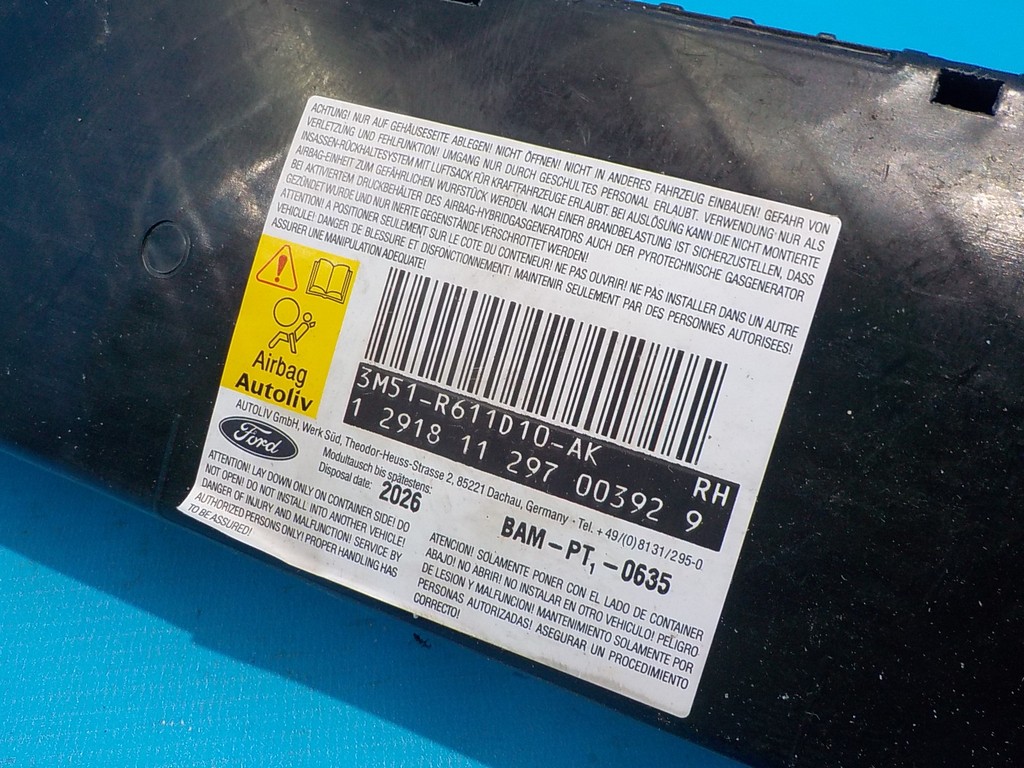 ACHTUNG! NUR AUF GEHÄUSESEITE ABLEGEN! NICHT ÖFFNEN! NICHT IN ANDERES FAHRZEUG EINBAUEN! GEFAHR VON
VERLETZUNG UND FEHLFUNKTION! UMGANG NUR DURCH GESCHULTES PERSONAL ERLAUBT. VERWENDUNG: NUR ALS
INSASSEN-RÜCKHALTESYSTEM MIT LUFTSACK FÜR KRAFTFAHRZEUGE ERLAUBT. BEI AUSLÖSUNG KANN DIE NICHT MONTIERTE
AIRBAG-EINHEIT ZUM GEFÄHRLICHEN WURFSTÜCK WERDEN. NACH EINER BRANDBELASTUNG IST SICHERZUSTELLEN, DASS
BEI AKTIVIERTEM DRUCKBEHÄLTER DES AIRBAG-HYBRIDGASGENERATORS AUCH DER PYROTECHNISCHE GASGENERATOR
GEZÜNDET WURDE UND NUR INERTE GEGENSTÄNDE VERSCHROTTET WERDEN!
ATTENTION! A POSITIONER SEULEMENT SUR LE COTE DU CONTENEUR! NE PAS OUVRIR! NE PAS INSTALLER DANS UN AUTRE
VEHICULE! DANGER DE BLESSURE ET DISFONCTIONNEMENT! MAINTENIR SEULEMENT PAR DES PERSONNES AUTORISEES!
ASSURER UNE MANIPULATION ADEQUATE!
Airbag
Autoliv
3M51-R611D10-AK RH
1 2918 11 297 00392 9
AUTOLIV GmbH, Werk Süd, Theodor-Heuss-Strasse 2, 85221 Dachau, Germany · Tel. +49/(0)8131/295-0
Ford
Modultausch bis spätestens:
Disposal date: 2026
BAM-PT₁-0635
ATTENTION! LAY DOWN ONLY ON CONTAINER SIDE! DO
NOT OPEN! DO NOT INSTALL INTO ANOTHER VEHICLE!
DANGER OF INJURY AND MALFUNCTION! SERVICE BY
AUTHORIZED PERSONS ONLY! PROPER HANDLING HAS
TO BE ASSURED!
ATENCION! SOLAMENTE PONER CON EL LADO DE CONTAINER
ABAJO! NO ABRIR! NO INSTALAR EN OTRO VEHICULO! PELIGRO
DE LESION Y MALFUNCION! MANTENIMIENTO SOLAMENTE POR
PERSONAS AUTORIZADAS! ASEGURAR UN PROCEDIMIENTO
CORRECTO!